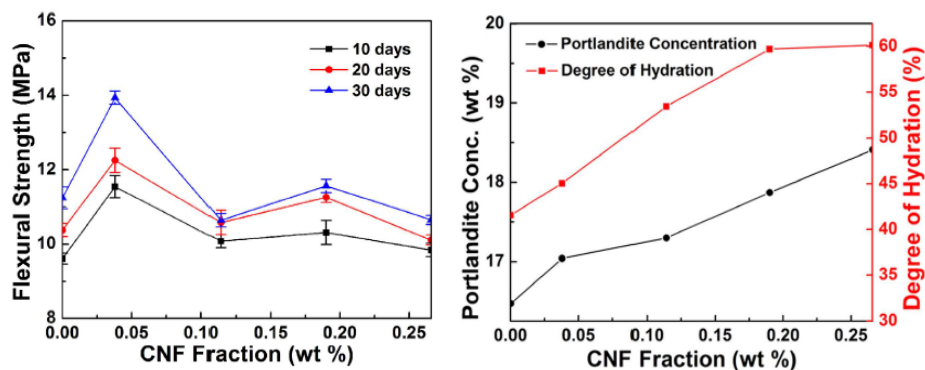 Flexural Strength (MPa)
16
14
12
10
8
10 days
20 days
30 days
0.00 0.05 0.10 0.15 0.20 0.25
CNF Fraction (wt %)
Portlandite Conc. (wt %)
20
19
18
17
Portlandite Concentration
Degree of Hydration
0.00 0.05 0.10 0.15 0.20 0.25
CNF Fraction (wt %)
60
55
50
45
40
35
30
Degree of Hydration (%)